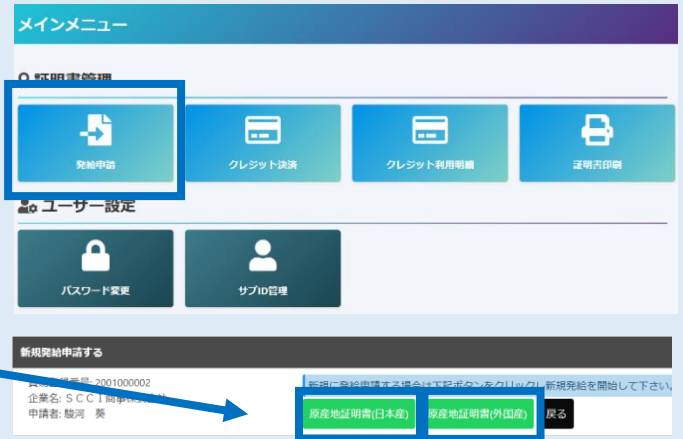 メインメニュー
証明書管理
発給申請
クレジット決済
クレジット利用明細
証明書印刷
ユーザー設定
パスワード変更
サブID管理
新規発給申請する
番号: 2001000002
新規に発給申請する場合は下記ボタンをクリックし新規発給を開始して下さい。
企業名: ＳＣＣＩ商事
申請者: 駿河 葵
原産地証明書(日本産)
原産地証明書(外国産)
戻る